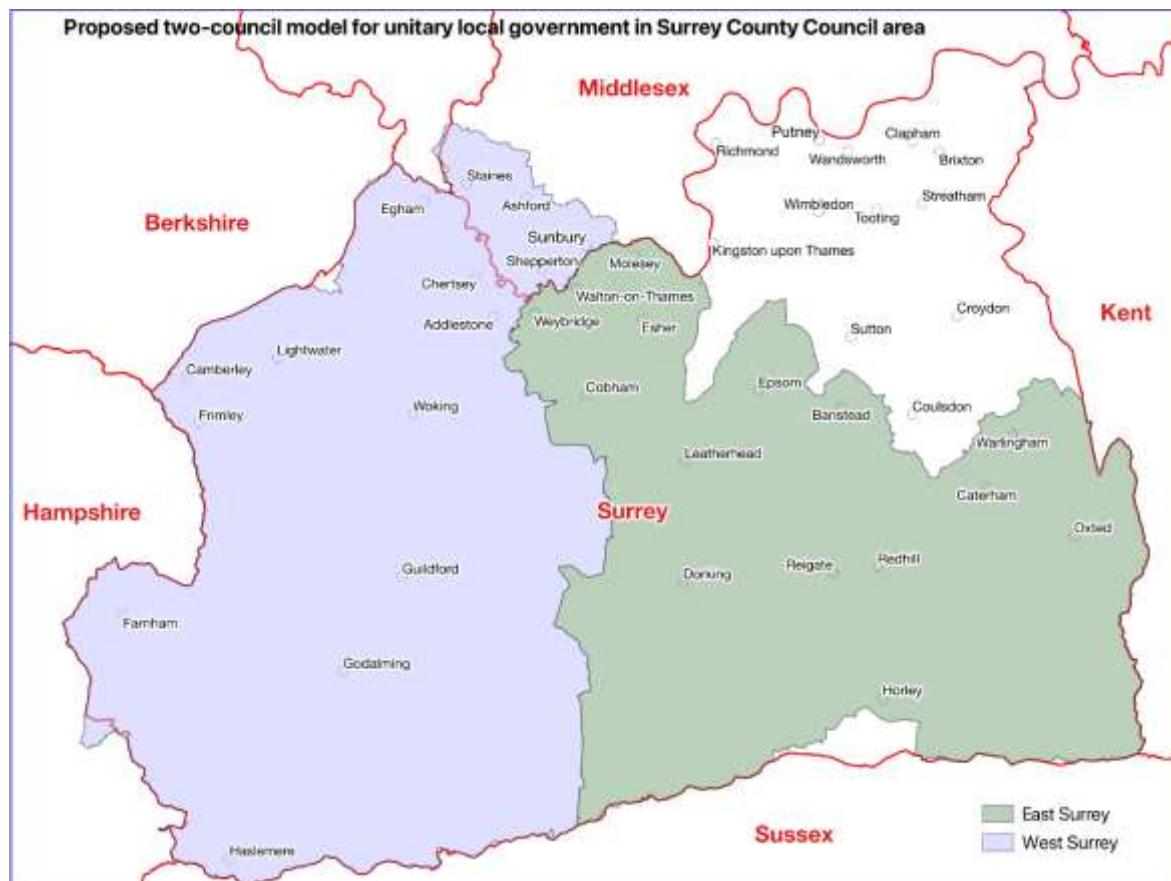 Proposed two-council model for unitary local government in Surrey County Council area
Middlesex
Putney
Clapham
Richmond
Wandsworth
Brixton
Staines
Egham
Ashford
Wimbledon
Tooting
Streatham
Berkshire
Sunbury
Shepperton
Molesey
Kingston upon Thames
Chertsey
Walton-on-Thames
Addlestone
Weybridge
Esher
Sutton
Croydon
Kent
Lightwater
Camberley
Cobham
Epsom
Frimley
Woking
Banstead
Coulsdon
Warlingham
Leatherhead
Hampshire
Surrey
Caterham
Oxted
Guildford
Dorking
Reigate
Redhill
Farnham
Godalming
Horley
East Surrey
Sussex
West Surrey
Haslemere